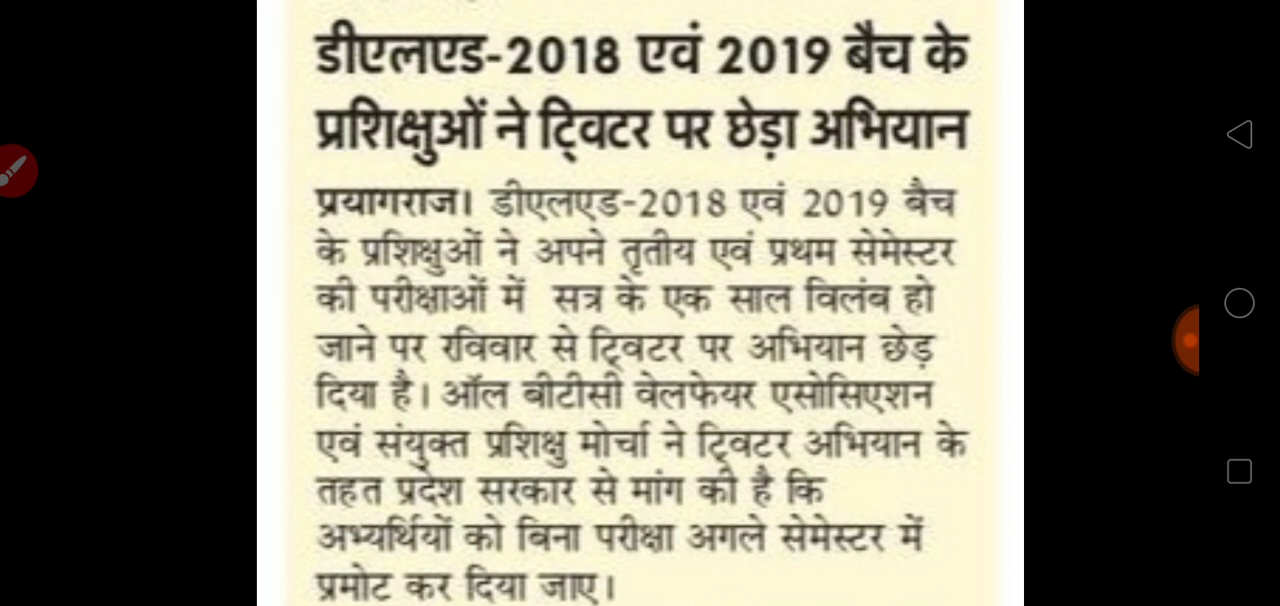 डीएलएड-2018 एवं 2019 बैच के
प्रशिक्षुओं ने ट्विटर पर छेड़ा अभियान
प्रयागराज। डीएलएड-2018 एवं 2019 बैच
के प्रशिक्षुओं ने अपने तृतीय एवं प्रथम सेमेस्टर
की परीक्षाओं में सत्र के एक साल विलंब हो
जाने पर रविवार से ट्विटर पर अभियान छेड़
दिया है। ऑल बीटीसी वेलफेयर एसोसिएशन
एवं संयुक्त प्रशिक्षु मोर्चा ने ट्विटर अभियान के
तहत प्रदेश सरकार से मांग की है कि
अभ्यर्थियों को बिना परीक्षा अगले सेमेस्टर में
प्रमोट कर दिया जाए।